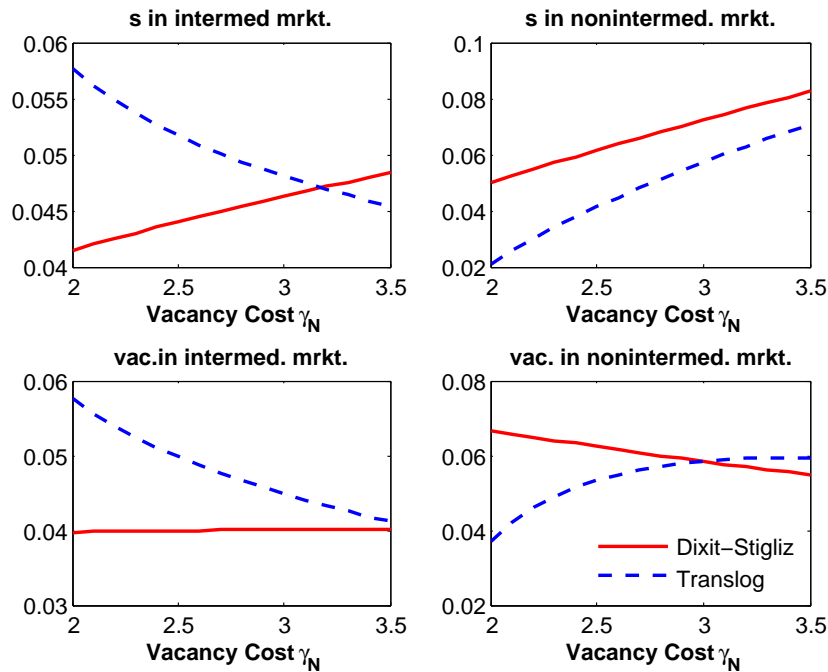 s in intermed mrkt.
0.06
0.055
0.05
0.045
0.04
2 2.5 3 3.5
Vacancy Cost γN
s in nonintermed. mrkt.
0.1
0.08
0.06
0.04
0.02
2 2.5 3 3.5
Vacancy Cost γN
vac.in intermed. mrkt.
0.06
0.05
0.04
0.03
2 2.5 3 3.5
Vacancy Cost γN
vac. in nonintermed. mrkt.
0.08
0.06
0.04
0.02
Dixit−Stigliz
Translog
2 2.5 3 3.5
Vacancy Cost γN